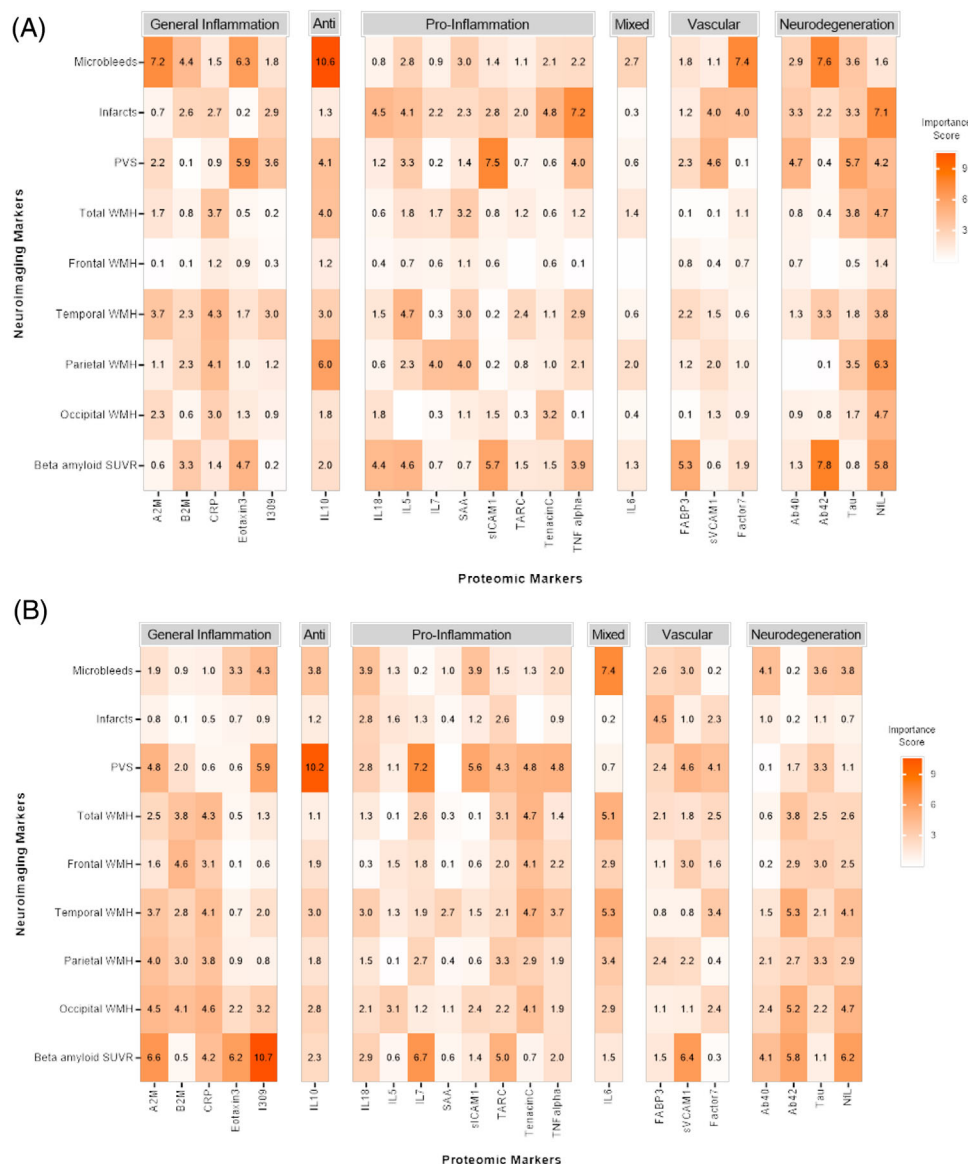 (A)
General Inflammation Anti Pro-Inflammation Mixed Vascular Neurodegeneration
Microbleeds 7.2 4.4 1.5 6.3 1.8 10.6 0.8 2.8 0.9 3.0 1.4 1.1 2.1 2.2 2.7 1.8 1.1 7.4 2.9 7.6 3.6 1.6
Infarcts 0.7 2.6 2.7 0.2 2.9 1.3 4.5 4.1 2.2 2.3 2.8 2.0 4.8 7.2 0.3 1.2 4.0 4.0 3.3 2.2 3.3 7.1
PVS 2.2 0.1 0.9 5.9 3.6 4.1 1.2 3.3 0.2 1.4 7.5 0.7 0.6 4.0 0.6 2.3 4.6 0.1 4.7 0.4 5.7 4.2
Total WMH 1.7 0.8 3.7 0.5 0.2 4.0 0.6 1.8 1.7 3.2 0.8 1.2 0.6 1.2 1.4 0.1 0.1 1.1 0.8 0.4 3.8 4.7
Frontal WMH 0.1 0.1 1.2 0.9 0.3 1.2 0.4 0.7 0.6 1.1 0.6 0.6 0.1 0.8 0.4 0.7 0.7 0.5 1.4
Temporal WMH 3.7 2.3 4.3 1.7 3.0 3.0 1.5 4.7 0.3 3.0 0.2 2.4 1.1 2.9 0.6 2.2 1.5 0.6 1.3 3.3 1.8 3.8
Parietal WMH 1.1 2.3 4.1 1.0 1.2 6.0 0.6 2.3 4.0 4.0 0.2 0.8 1.0 2.1 2.0 1.2 2.0 1.0 0.1 3.5 6.3
Occipital WMH 2.3 0.6 3.0 1.3 0.9 1.8 1.8 0.3 1.1 1.5 0.3 3.2 0.1 0.4 0.1 1.3 0.9 0.9 0.8 1.7 4.7
Beta amyloid SUVR 0.6 3.3 1.4 4.7 0.2 2.0 4.4 4.6 0.7 0.7 5.7 1.5 1.5 3.9 1.3 5.3 0.6 1.9 1.3 7.8 0.8 5.8
Neuroimaging Markers
A2M B2M CRP Eotaxin3 I309 IL10 IL18 IL5 IL7 SAA sICAM1 TARC TenacinC TNF alpha IL6 FABP3 sVCAM1 Factor7 Ab40 Ab42 Tau NfL
Proteomic Markers
Importance
Score
9
6
3
(B)
General Inflammation Anti Pro-Inflammation Mixed Vascular Neurodegeneration
Microbleeds 1.9 0.9 1.0 3.3 4.3 3.8 3.9 1.3 0.2 1.0 3.9 1.5 1.3 2.0 7.4 2.6 3.0 0.2 4.1 0.2 3.6 3.8
Infarcts 0.8 0.1 0.5 0.7 0.9 1.2 2.8 1.6 1.3 0.4 1.2 2.6 0.9 0.2 4.5 1.0 2.3 1.0 0.2 1.1 0.7
PVS 4.8 2.0 0.6 0.6 5.9 10.2 2.8 1.1 7.2 5.6 4.3 4.8 4.8 0.7 2.4 4.6 4.1 0.1 1.7 3.3 1.1
Total WMH 2.5 3.8 4.3 0.5 1.3 1.1 1.3 0.1 2.6 0.3 0.1 3.1 4.7 1.4 5.1 2.1 1.8 2.5 0.6 3.8 2.5 2.6
Frontal WMH 1.6 4.6 3.1 0.1 0.6 1.9 0.3 1.5 1.8 0.1 0.6 2.0 4.1 2.2 2.9 1.1 3.0 1.6 0.2 2.9 3.0 2.5
Temporal WMH 3.7 2.8 4.1 0.7 2.0 3.0 3.0 1.3 1.9 2.7 1.5 2.1 4.7 3.7 5.3 0.8 0.8 3.4 1.5 5.3 2.1 4.1
Parietal WMH 4.0 3.0 3.8 0.9 0.8 1.8 1.5 0.1 2.7 0.4 0.6 3.3 2.9 1.9 3.4 2.4 2.2 0.4 2.1 2.7 3.3 2.9
Occipital WMH 4.5 4.1 4.6 2.2 3.2 2.8 2.1 3.1 1.2 1.1 2.4 2.2 4.1 1.9 2.9 1.1 1.1 2.4 2.4 5.2 2.2 4.7
Beta amyloid SUVR 6.6 0.5 4.2 6.2 10.7 2.3 2.9 0.6 6.7 0.6 1.4 5.0 0.7 2.0 1.5 1.5 6.4 0.3 4.1 5.8 1.1 6.2
Neuroimaging Markers
A2M B2M CRP Eotaxin3 I309 IL10 IL18 IL5 IL7 SAA sICAM1 TARC TenacinC TNFalpha IL6 FABP3 sVCAM1 Factor7 Ab40 Ab42 Tau NfL
Proteomic Markers
Importance
Score
9
6
3